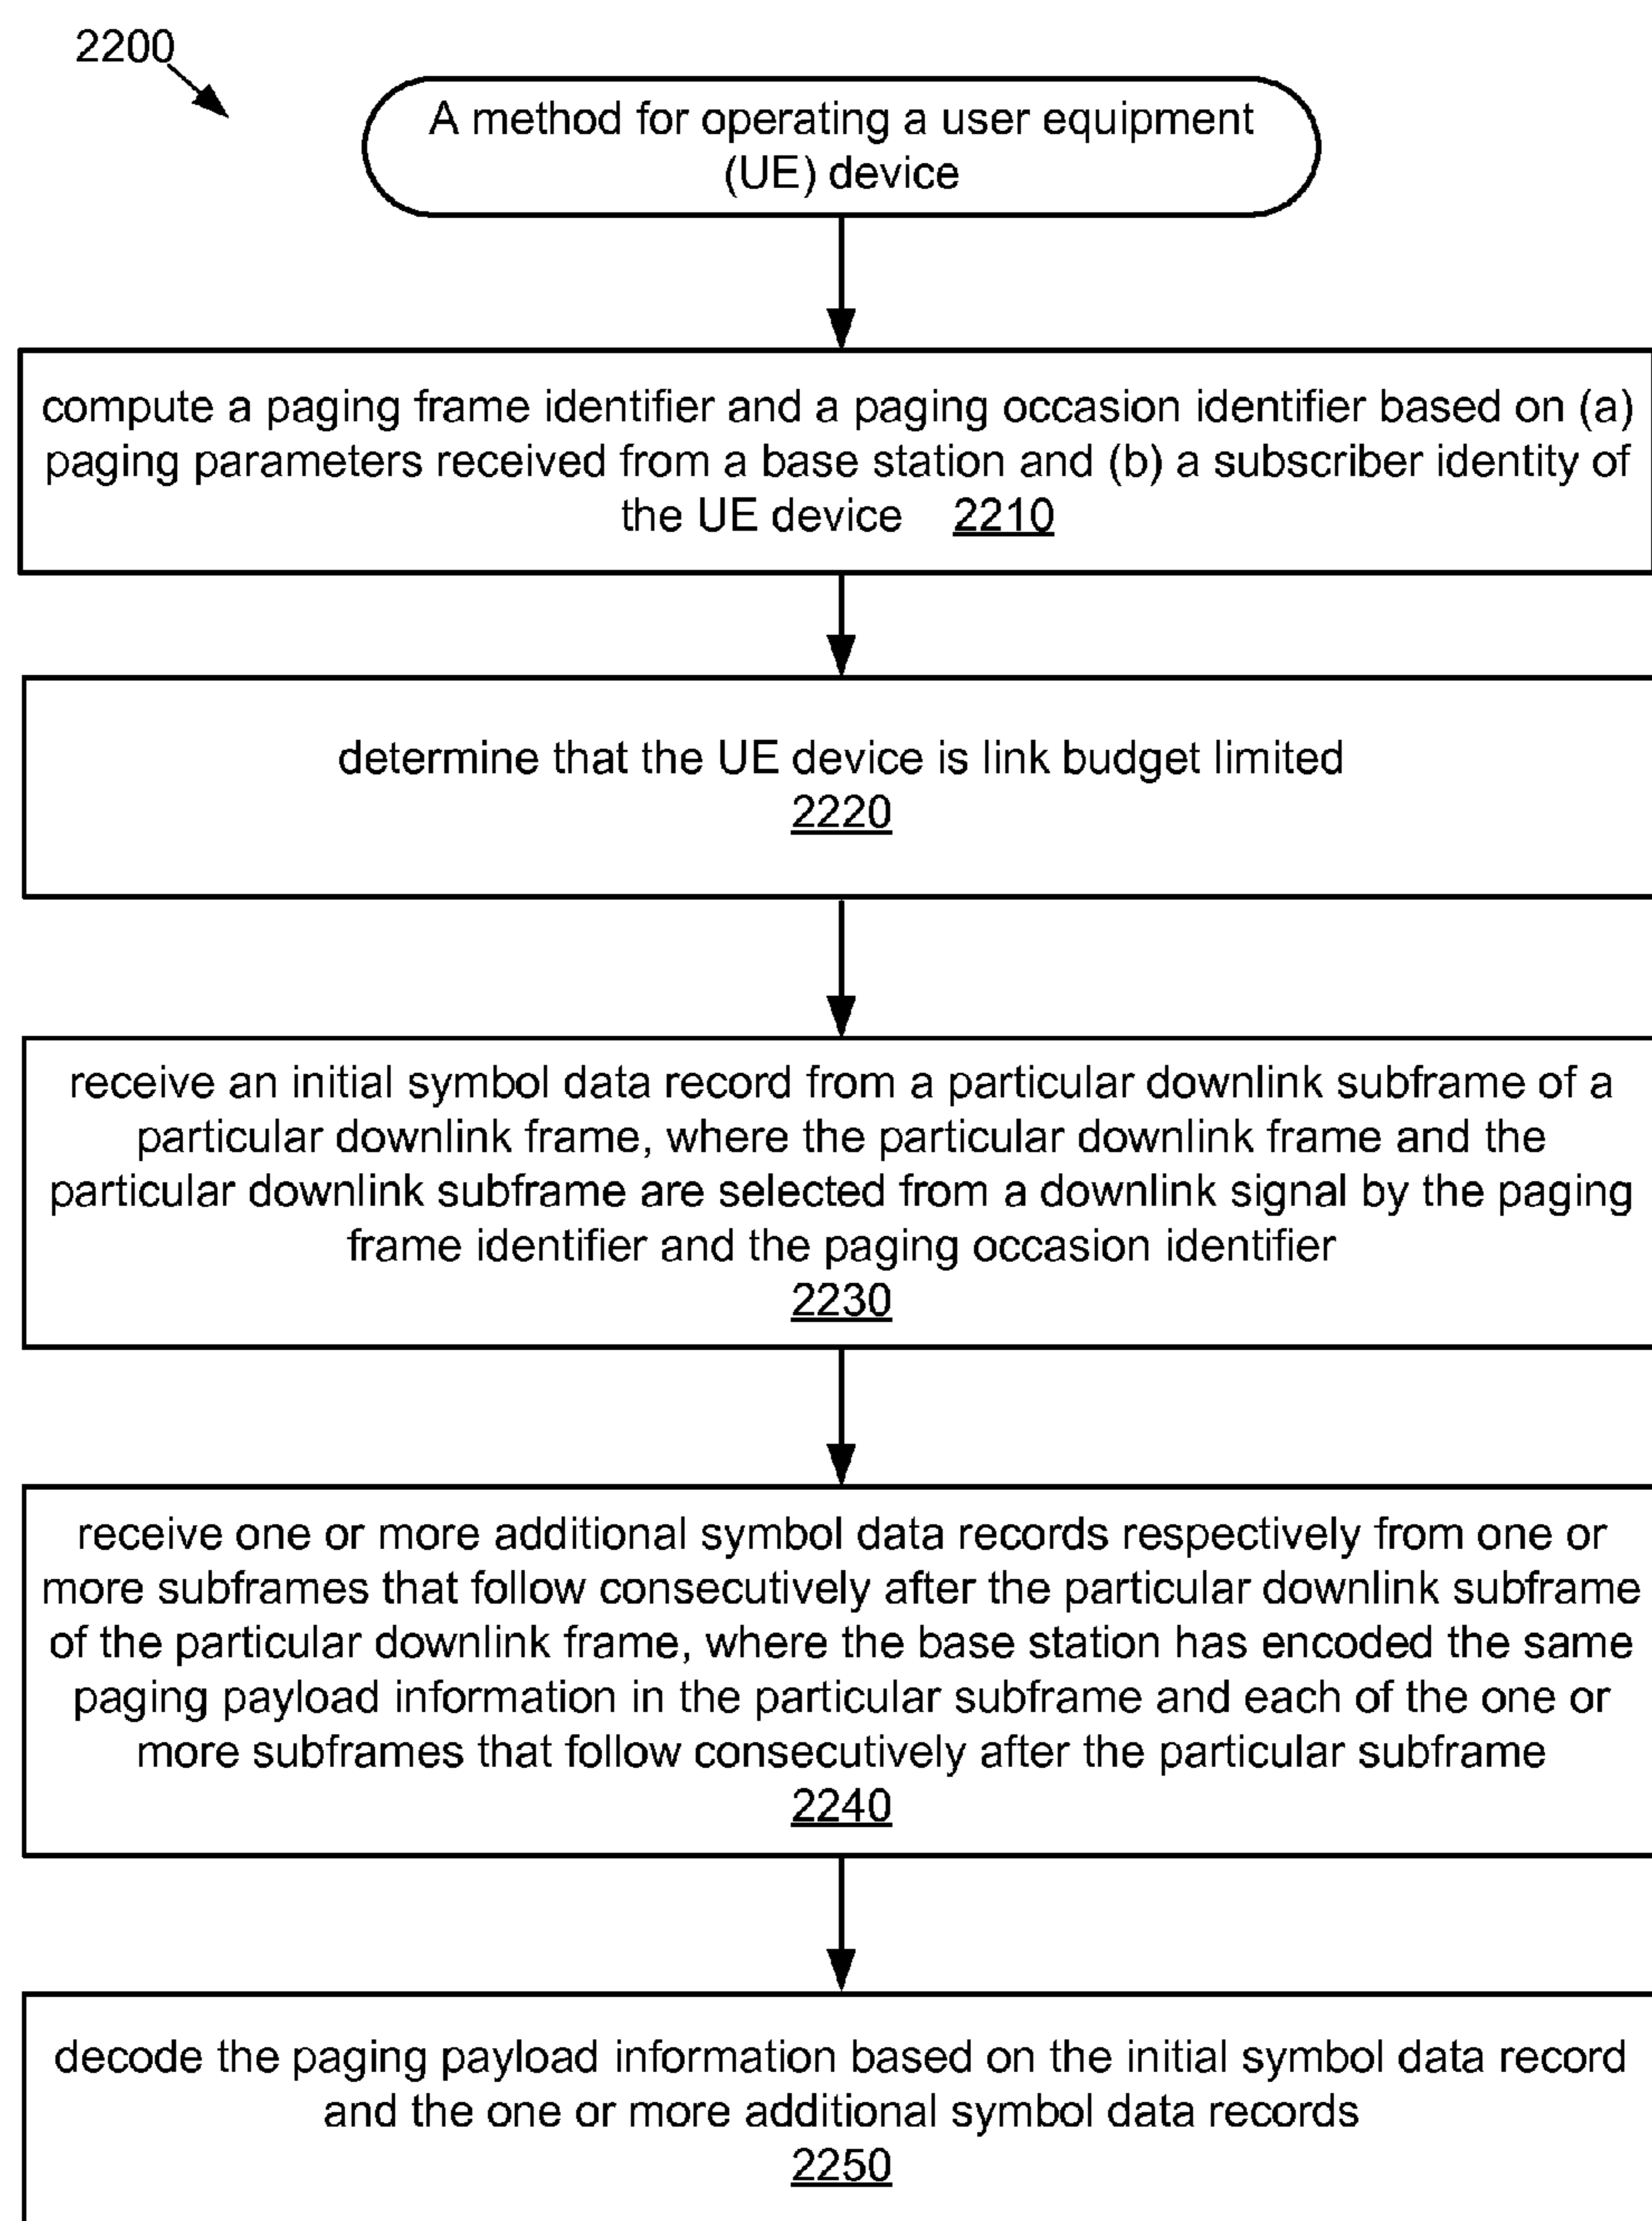 2200
A method for operating a user equipment
(UE) device
compute a paging frame identifier and a paging occasion identifier based on (a)
paging parameters received from a base station and (b) a subscriber identity of
the UE device 2210
determine that the UE device is link budget limited
2220
receive an initial symbol data record from a particular downlink subframe of a
particular downlink frame, where the particular downlink frame and the
particular downlink subframe are selected from a downlink signal by the paging
frame identifier and the paging occasion identifier
2230
receive one or more additional symbol data records respectively from one or
more subframes that follow consecutively after the particular downlink subframe
of the particular downlink frame, where the base station has encoded the same
paging payload information in the particular subframe and each of the one or
more subframes that follow consecutively after the particular subframe
2240
decode the paging payload information based on the initial symbol data record
and the one or more additional symbol data records
2250